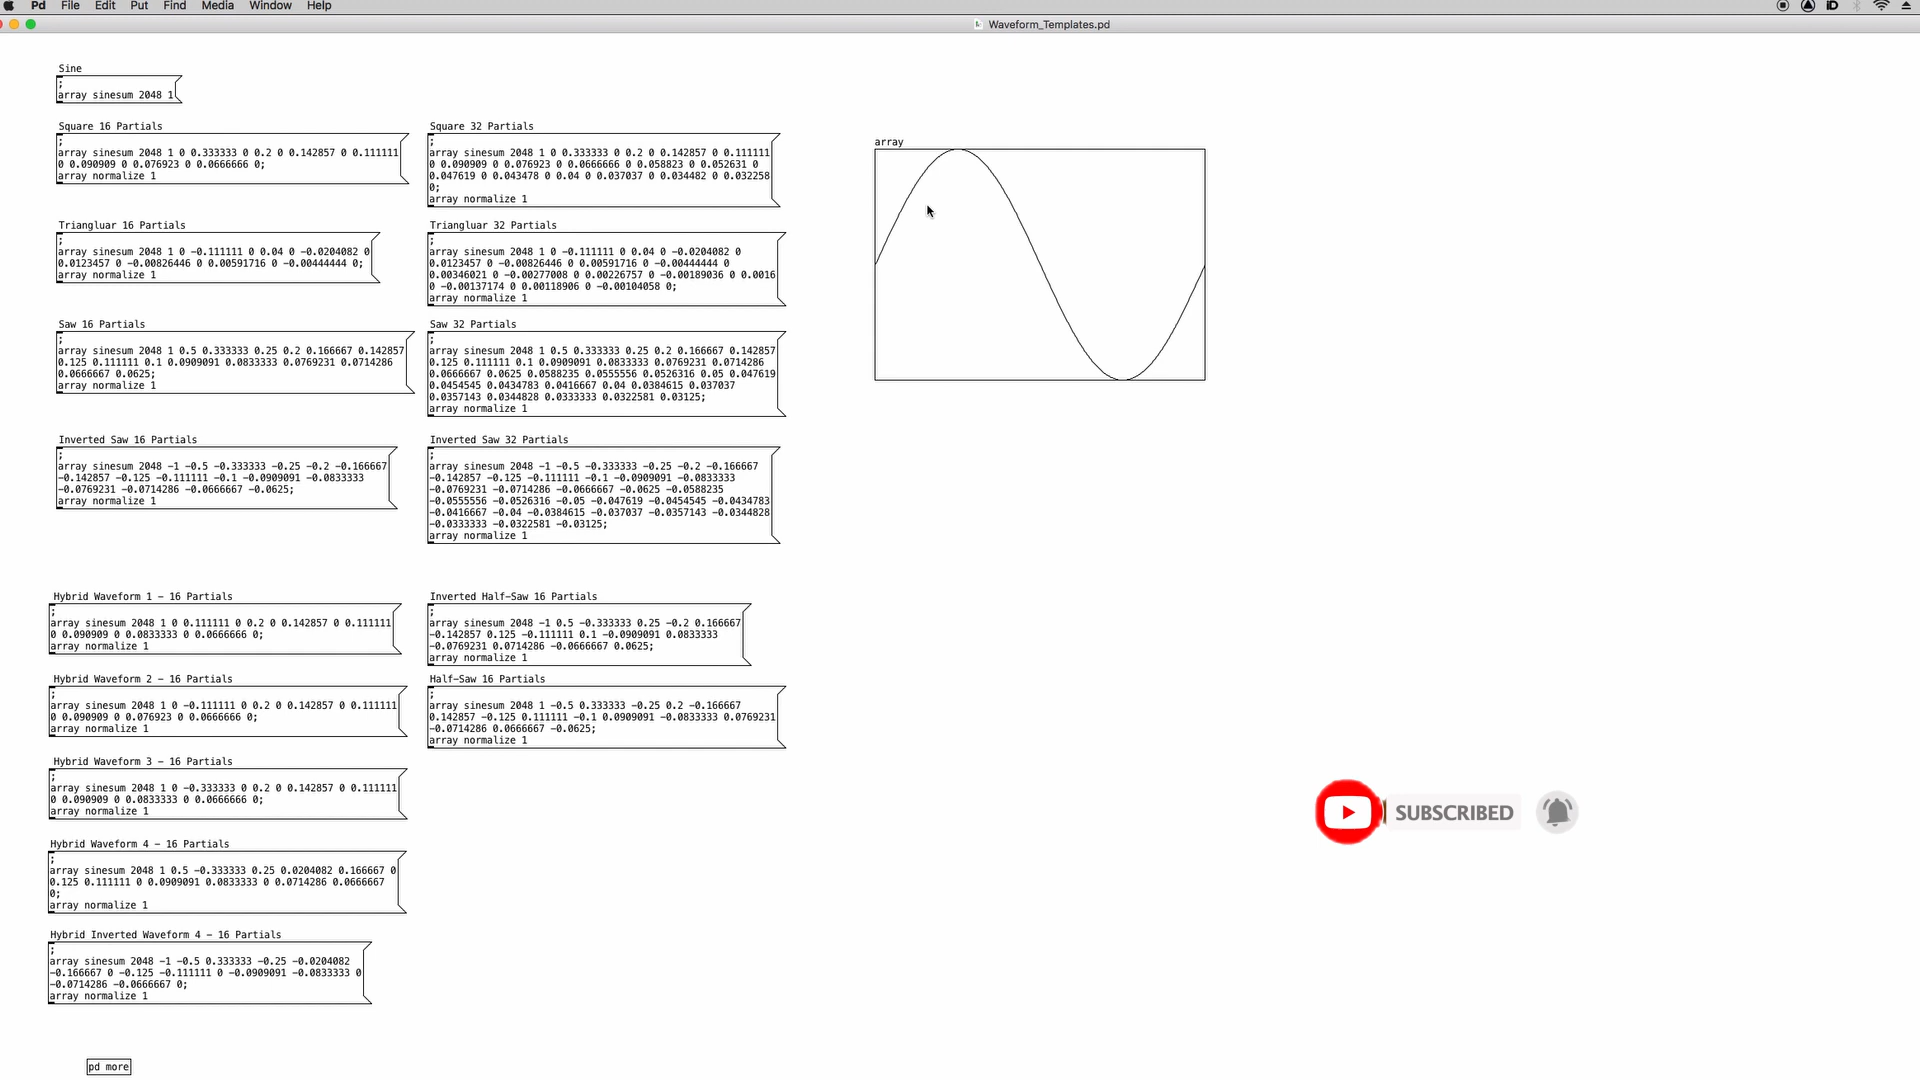 Pd File Edit Put Find Media Window Help
Waveform_Templates.pd
Sine
;
array sinesum 2048 1
Square 16 Partials
;
array sinesum 2048 1 0 0.333333 0 0.2 0 0.142857 0 0.111111
0 0.090909 0 0.076923 0 0.0666666 0;
array normalize 1
Square 32 Partials
;
array sinesum 2048 1 0 0.333333 0 0.2 0 0.142857 0 0.111111
0 0.090909 0 0.076923 0 0.0666666 0 0.058823 0 0.052631 0
0.047619 0 0.043478 0 0.04 0 0.037037 0 0.034482 0 0.032258
0;
array normalize 1
array
Triangluar 16 Partials
;
array sinesum 2048 1 0 -0.111111 0 0.04 0 -0.0204082 0
0.0123457 0 -0.00826446 0 0.00591716 0 -0.00444444 0;
array normalize 1
Triangluar 32 Partials
;
array sinesum 2048 1 0 -0.111111 0 0.04 0 -0.0204082 0
0.0123457 0 -0.00826446 0 0.00591716 0 -0.00444444 0
0.00346021 0 -0.00277008 0 0.00226757 0 -0.00189036 0 0.0016
0 -0.00137174 0 0.00118906 0 -0.00104058 0;
array normalize 1
Saw 16 Partials
;
array sinesum 2048 1 0.5 0.333333 0.25 0.2 0.166667 0.142857
0.125 0.111111 0.1 0.0909091 0.0833333 0.0769231 0.0714286
0.0666667 0.0625;
array normalize 1
Saw 32 Partials
;
array sinesum 2048 1 0.5 0.333333 0.25 0.2 0.166667 0.142857
0.125 0.111111 0.1 0.0909091 0.0833333 0.0769231 0.0714286
0.0666667 0.0625 0.0588235 0.0555556 0.0526316 0.05 0.047619
0.0454545 0.0434783 0.0416667 0.04 0.0384615 0.037037
0.0357143 0.0344828 0.0333333 0.0322581 0.03125;
array normalize 1
Inverted Saw 16 Partials
;
array sinesum 2048 -1 -0.5 -0.333333 -0.25 -0.2 -0.166667
-0.142857 -0.125 -0.111111 -0.1 -0.0909091 -0.0833333
-0.0769231 -0.0714286 -0.0666667 -0.0625;
array normalize 1
Inverted Saw 32 Partials
;
array sinesum 2048 -1 -0.5 -0.333333 -0.25 -0.2 -0.166667
-0.142857 -0.125 -0.111111 -0.1 -0.0909091 -0.0833333
-0.0769231 -0.0714286 -0.0666667 -0.0625 -0.0588235
-0.0555556 -0.0526316 -0.05 -0.047619 -0.0454545 -0.0434783
-0.0416667 -0.04 -0.0384615 -0.037037 -0.0357143 -0.0344828
-0.0333333 -0.0322581 -0.03125;
array normalize 1
Hybrid Waveform 1 - 16 Partials
;
array sinesum 2048 1 0 0.111111 0 0.2 0 0.142857 0 0.111111
0 0.090909 0 0.0833333 0 0.0666666 0;
array normalize 1
Inverted Half-Saw 16 Partials
;
array sinesum 2048 -1 0.5 -0.333333 0.25 -0.2 0.166667
-0.142857 0.125 -0.111111 0.1 -0.0909091 0.0833333
-0.0769231 0.0714286 -0.0666667 0.0625;
array normalize 1
Hybrid Waveform 2 - 16 Partials
;
array sinesum 2048 1 0 -0.111111 0 0.2 0 0.142857 0 0.111111
0 0.090909 0 0.076923 0 0.0666666 0;
array normalize 1
Half-Saw 16 Partials
;
array sinesum 2048 1 -0.5 0.333333 -0.25 0.2 -0.166667
0.142857 -0.125 0.111111 -0.1 0.0909091 -0.0833333 0.0769231
-0.0714286 0.0666667 -0.0625;
array normalize 1
Hybrid Waveform 3 - 16 Partials
;
array sinesum 2048 1 0 -0.333333 0 0.2 0 0.142857 0 0.111111
0 0.090909 0 0.0833333 0 0.0666666 0;
array normalize 1
SUBSCRIBED
Hybrid Waveform 4 - 16 Partials
;
array sinesum 2048 1 0.5 -0.333333 0.25 0.0204082 0.166667 0
0.125 0.111111 0 0.0909091 0.0833333 0 0.0714286 0.0666667
0;
array normalize 1
Hybrid Inverted Waveform 4 - 16 Partials
;
array sinesum 2048 -1 -0.5 0.333333 -0.25 -0.0204082
-0.166667 0 -0.125 -0.111111 0 -0.0909091 -0.0833333 0
-0.0714286 -0.0666667 0;
array normalize 1
pd more